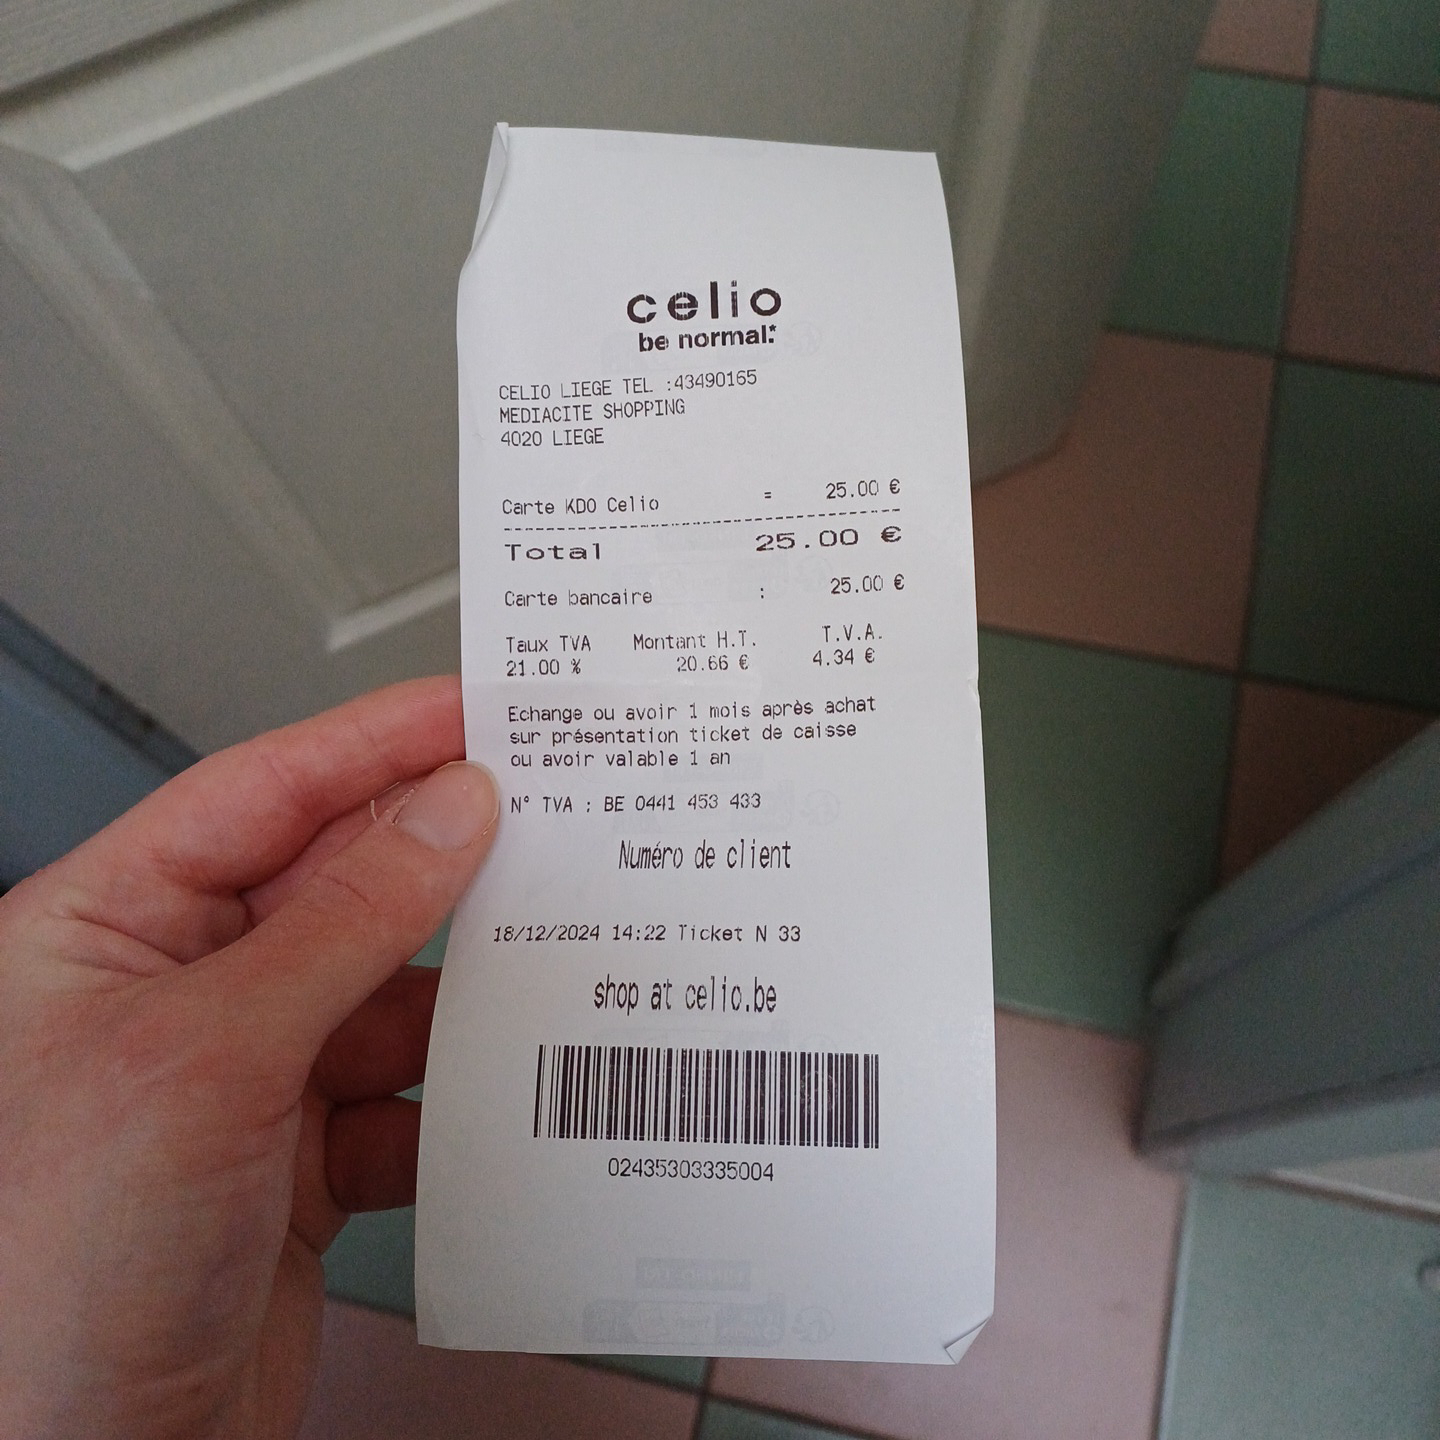 celio
be normal.*
CELIO LIEGE TEL :43490165
MEDIACITE SHOPPING
4020 LIEGE
Carte KDO Celio = 25.00 €
Total 25.00 €
Carte bancaire : 25.00 €
Taux TVA Montant H.T. T.V.A.
21.00 % 20.66 € 4.34 €
Echange ou avoir 1 mois après achat
sur présentation ticket de caisse
ou avoir valable 1 an
N° TVA : BE 0441 453 433
Numéro de client
18/12/2024 14:22 Ticket N 33
shop at celio.be
02435303335004